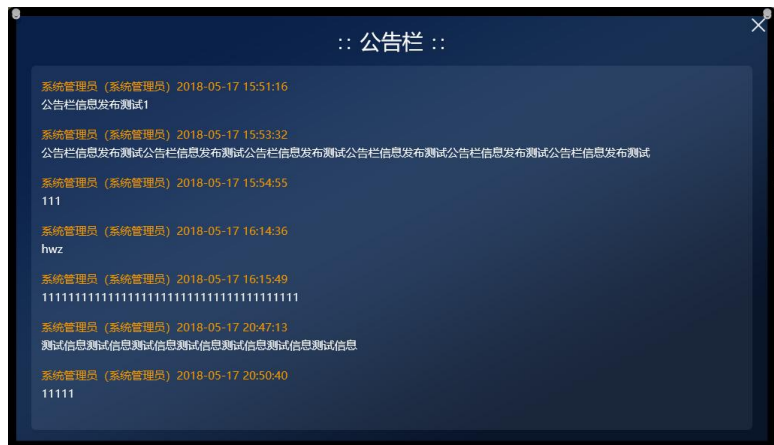 :: 公告栏 ::
系统管理员 (系统管理员) 2018-05-17 15:51:16
公告栏信息发布测试1
系统管理员 (系统管理员) 2018-05-17 15:53:32
公告栏信息发布测试公告栏信息发布测试公告栏信息发布测试公告栏信息发布测试公告栏信息发布测试公告栏信息发布测试
系统管理员 (系统管理员) 2018-05-17 15:54:55
111
系统管理员 (系统管理员) 2018-05-17 16:14:36
hwz
系统管理员 (系统管理员) 2018-05-17 16:15:49
11111111111111111111111111111111111111
系统管理员 (系统管理员) 2018-05-17 20:47:13
测试信息测试信息测试信息测试信息测试信息测试信息测试信息
系统管理员 (系统管理员) 2018-05-17 20:50:40
11111